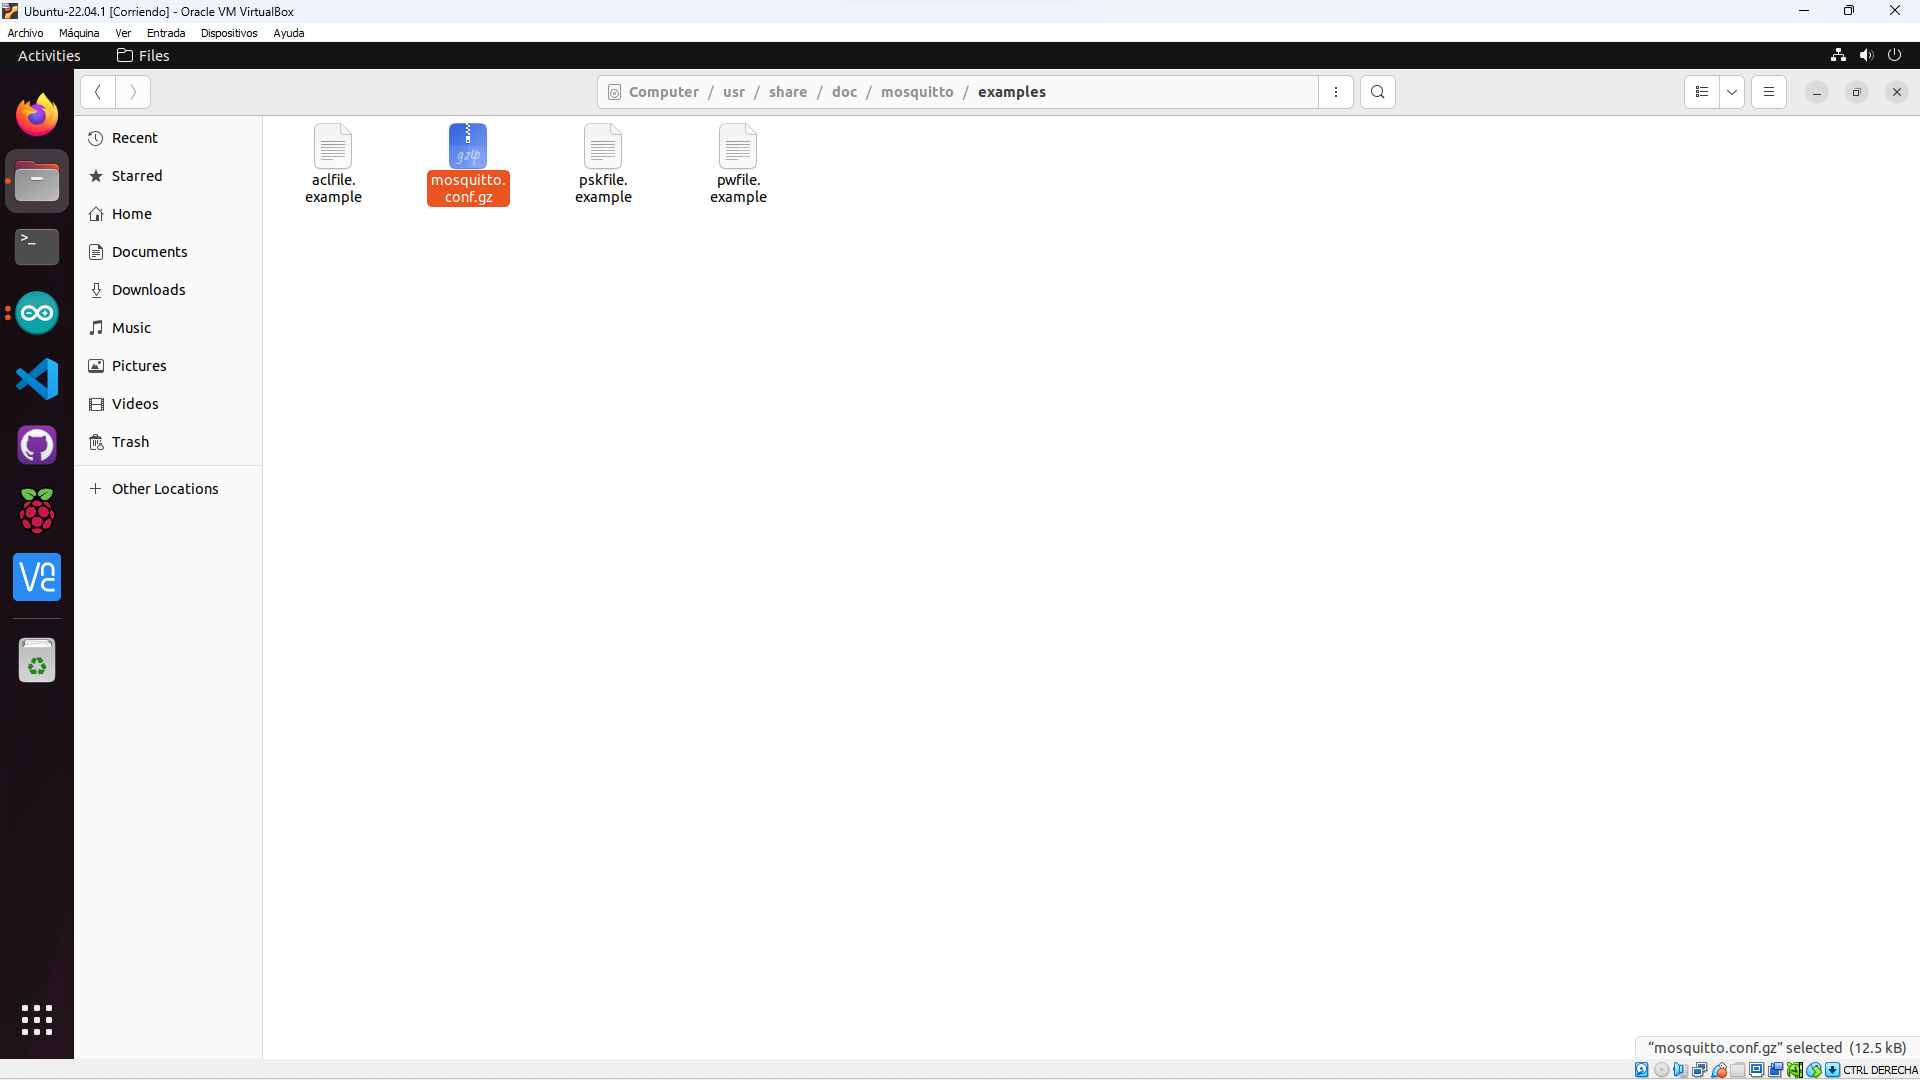 Ubuntu-22.04.1 [Corriendo] - Oracle VM VirtualBox
Archivo Máquina Ver Entrada Dispositivos Ayuda
Activities Files
Computer / usr / share / doc / mosquitto / examples
Recent
Starred
Home
Documents
Downloads
Music
Pictures
Videos
Trash
Other Locations
aclfile.
example
gzip
mosquitto.
conf.gz
pskfile.
example
pwfile.
example
“mosquitto.conf.gz” selected (12.5 kB)
CTRL DERECHA